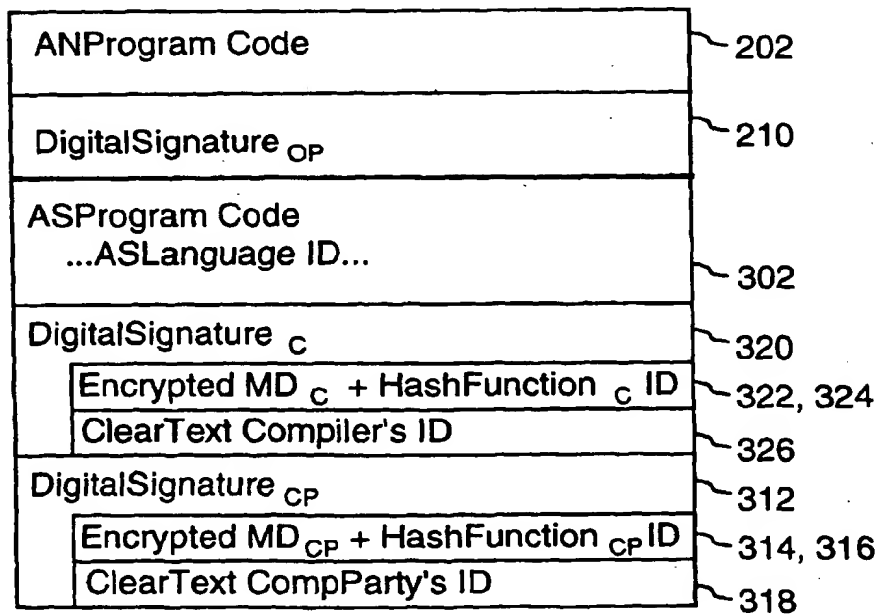 ANProgram Code 202
DigitalSignature OP 210
ASProgram Code
...ASLanguage ID... 302
DigitalSignature C 320
Encrypted MD C + HashFunction C ID 322, 324
ClearText Compiler's ID 326
DigitalSignature CP 312
Encrypted MD CP + HashFunction CP ID 314, 316
ClearText CompParty's ID 318